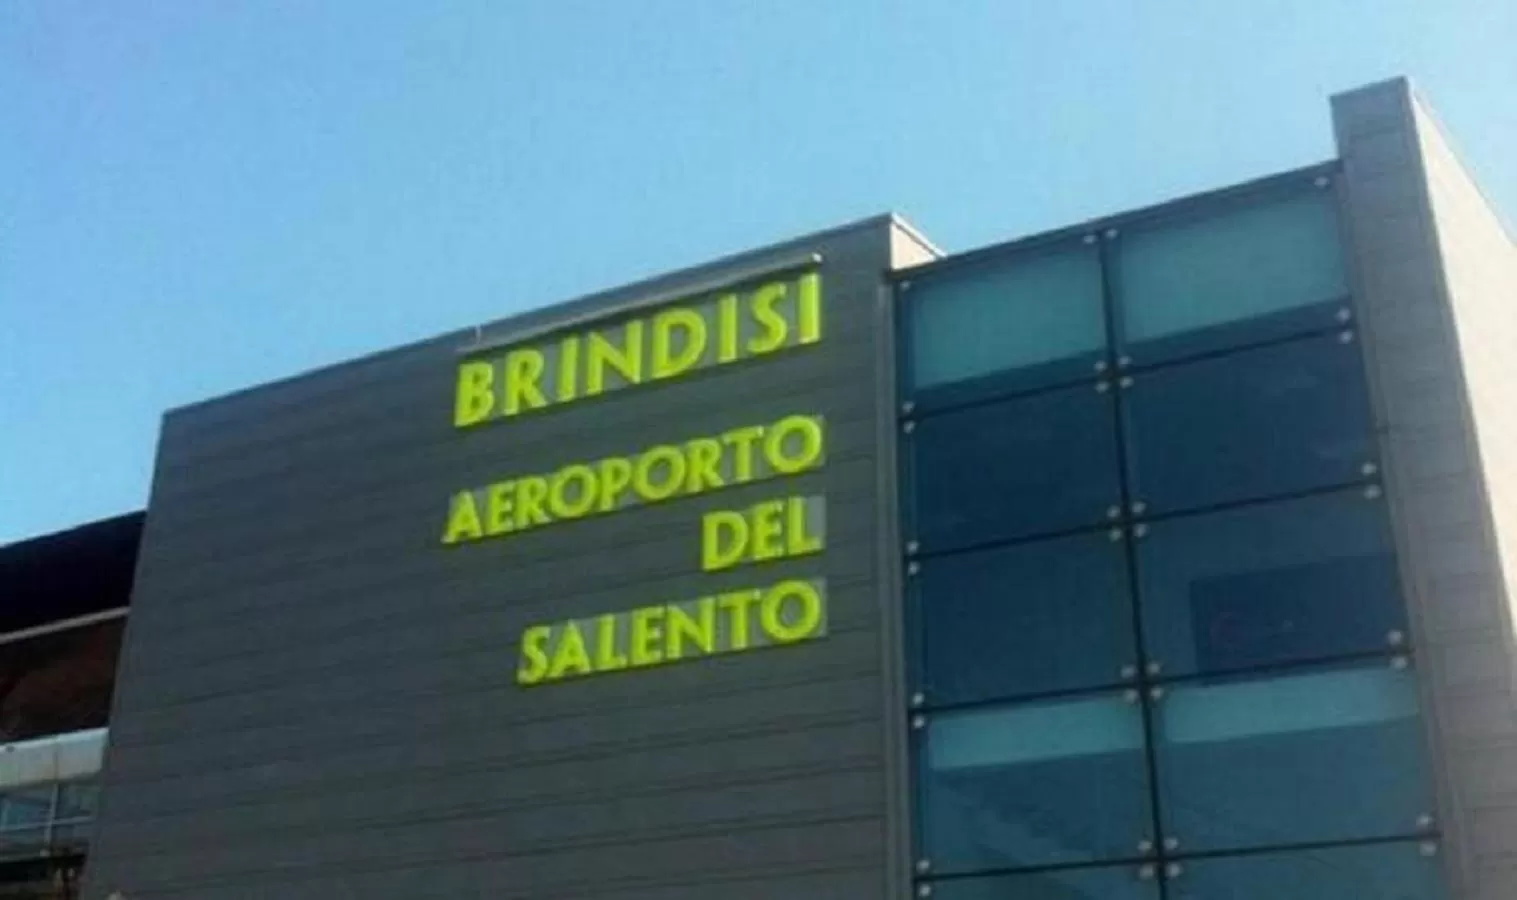 BRINDISI
AEROPORTO
DEL
SALENTO